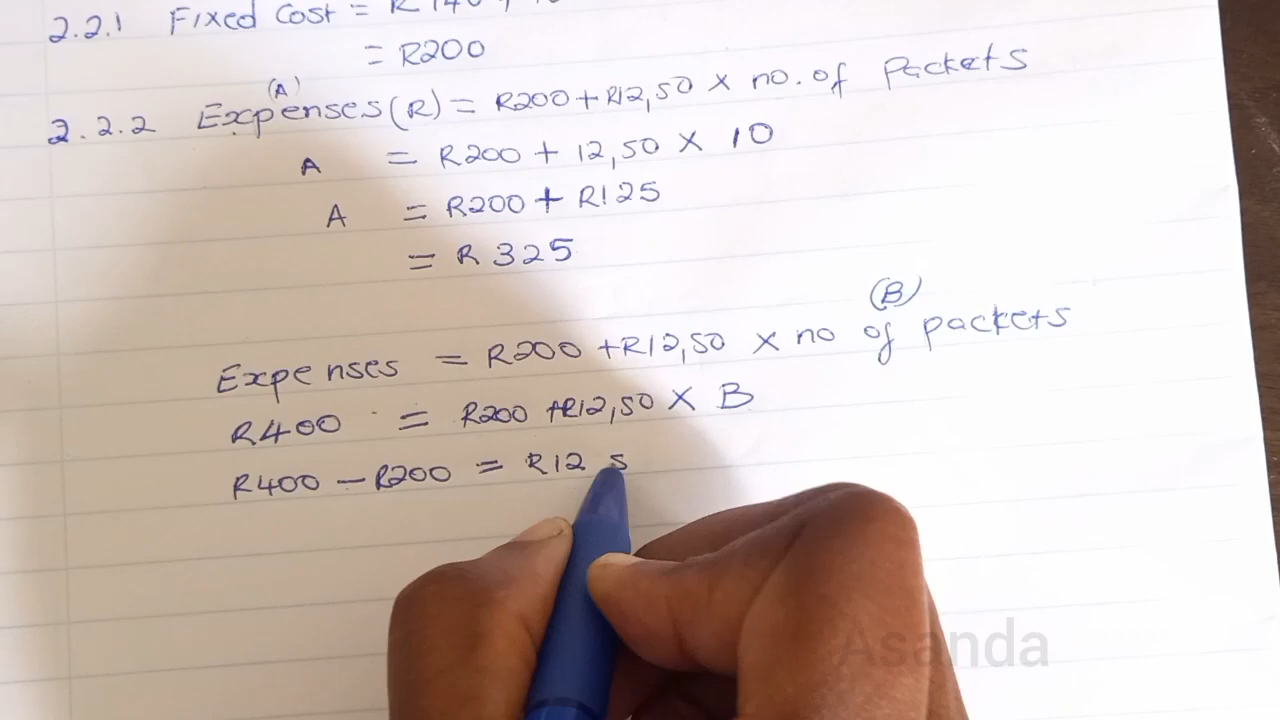 2.2.1 Fixed Cost = R140
= R200
(A)
2.2.2 Expenses (R) = R200 + R12,50 × no. of Packets
A = R200 + 12,50 × 10
A = R200 + R125
= R325
(B)
Expenses = R200 + R12,50 × no of packets
R400 = R200 + R12,50 × B
R400 - R200 = R12 5
Asanda